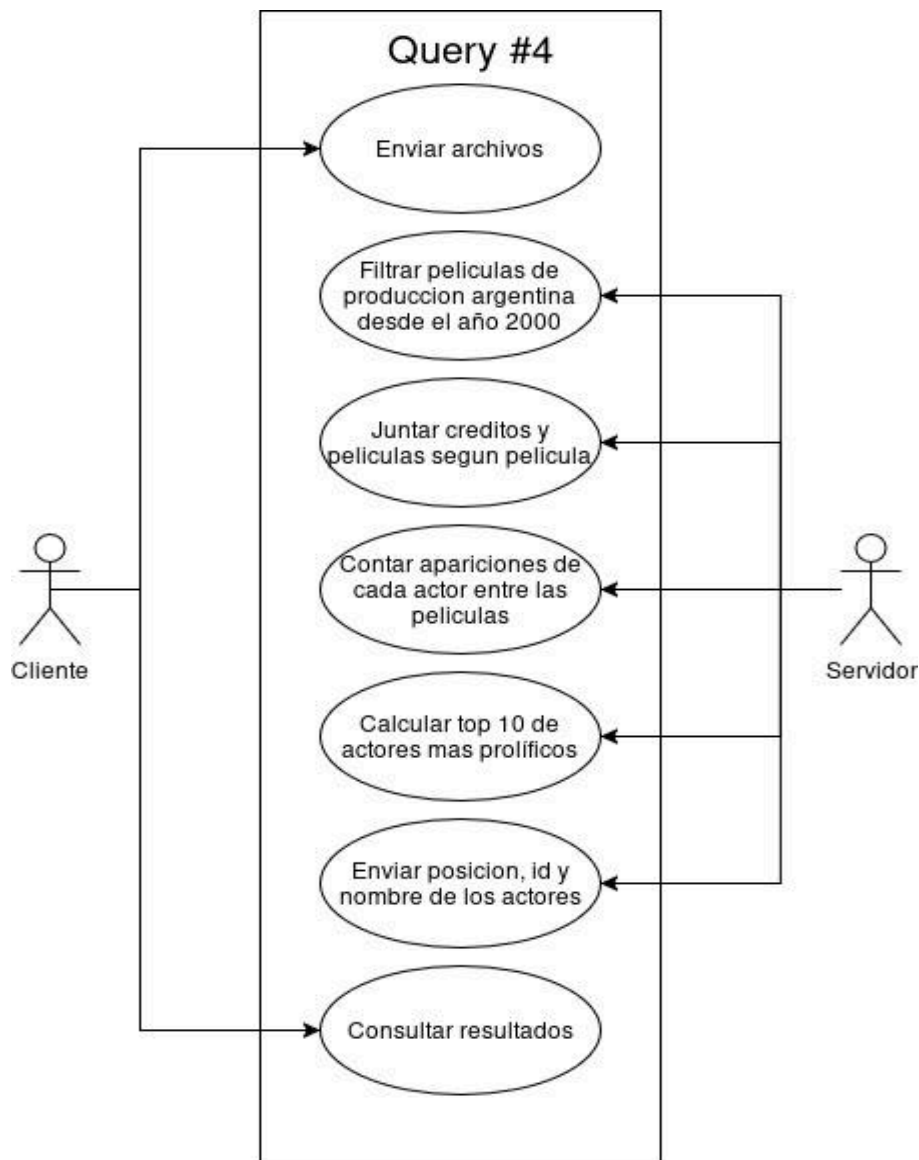 Query #4
Enviar archivos
Filtrar peliculas de
produccion argentina
desde el año 2000
Juntar creditos y
peliculas segun pelicula
Contar apariciones de
cada actor entre las
peliculas
Cliente
Servidor
Calcular top 10 de
actores mas prolíficos
Enviar posicion, id y
nombre de los actores
Consultar resultados